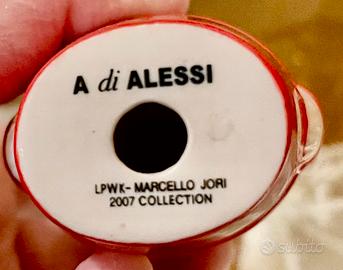 A di ALESSI
LPWK- MARCELLO JORI
2007 COLLECTION
subito